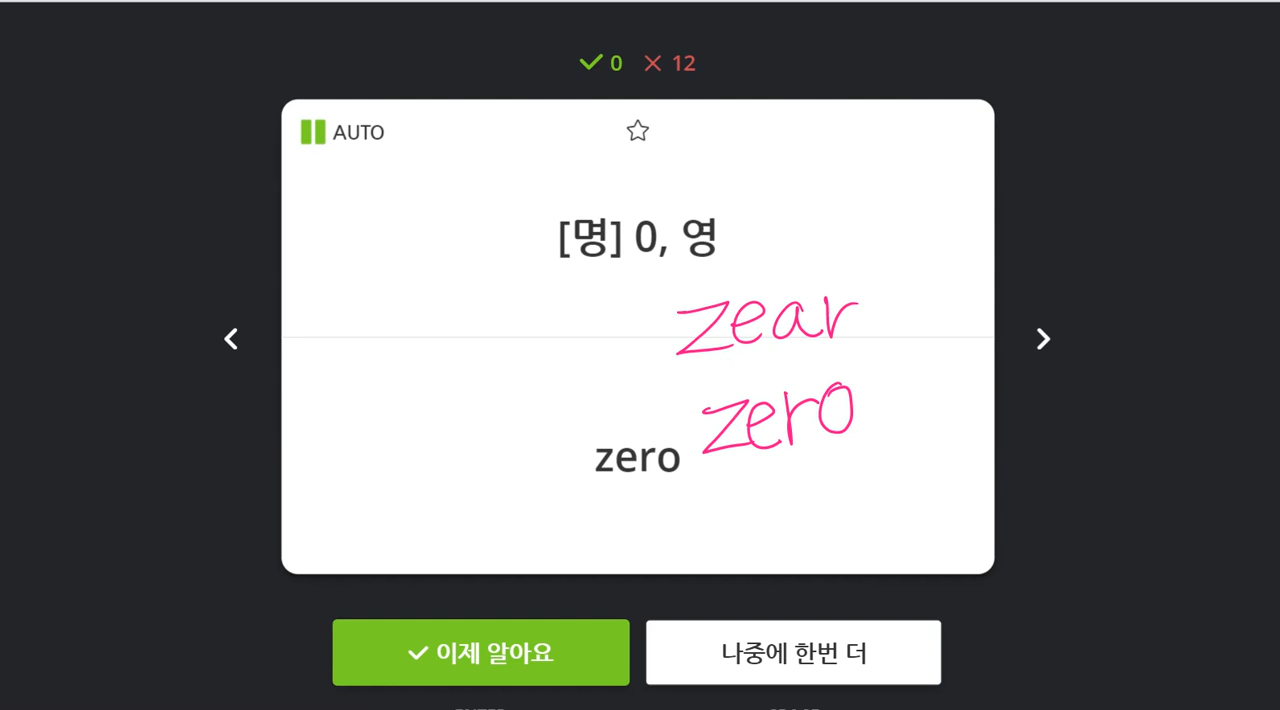 ✓ 0 ✕ 12
AUTO
[명] 0, 영
zear
zero
zero
이제 알아요
나중에 한번 더